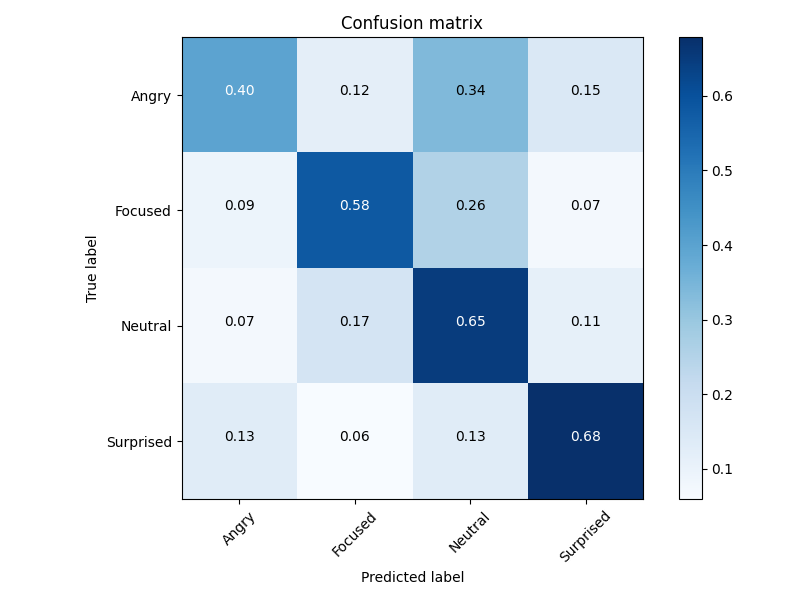 Confusion matrix
True label
Angry 0.40 0.12 0.34 0.15
Focused 0.09 0.58 0.26 0.07
Neutral 0.07 0.17 0.65 0.11
Surprised 0.13 0.06 0.13 0.68
Angry Focused Neutral Surprised
Predicted label
0.6
0.5
0.4
0.3
0.2
0.1